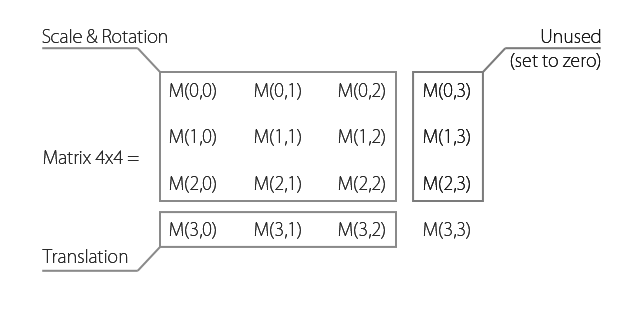 Scale & Rotation
Unused
(set to zero)
M(0,0) M(0,1) M(0,2) M(0,3)
M(1,0) M(1,1) M(1,2) M(1,3)
Matrix 4x4 =
M(2,0) M(2,1) M(2,2) M(2,3)
M(3,0) M(3,1) M(3,2) M(3,3)
Translation